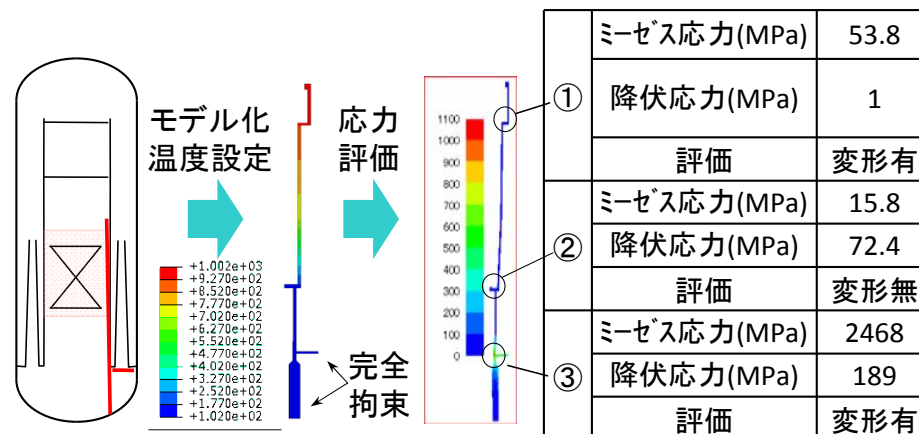 モデル化
温度設定
応力
評価
+1.002e+03
+9.270e+02
+8.520e+02
+7.770e+02
+7.020e+02
+6.270e+02
+5.520e+02
+4.770e+02
+4.020e+02
+3.270e+02
+2.520e+02
+1.770e+02
+1.020e+02
完全
拘束
1100
1000
900
800
700
600
500
400
300
200
100
0
①
ミーゼス応力(MPa) 53.8
降伏応力(MPa) 1
評価 変形有
②
ミーゼス応力(MPa) 15.8
降伏応力(MPa) 72.4
評価 変形無
③
ミーゼス応力(MPa) 2468
降伏応力(MPa) 189
評価 変形有